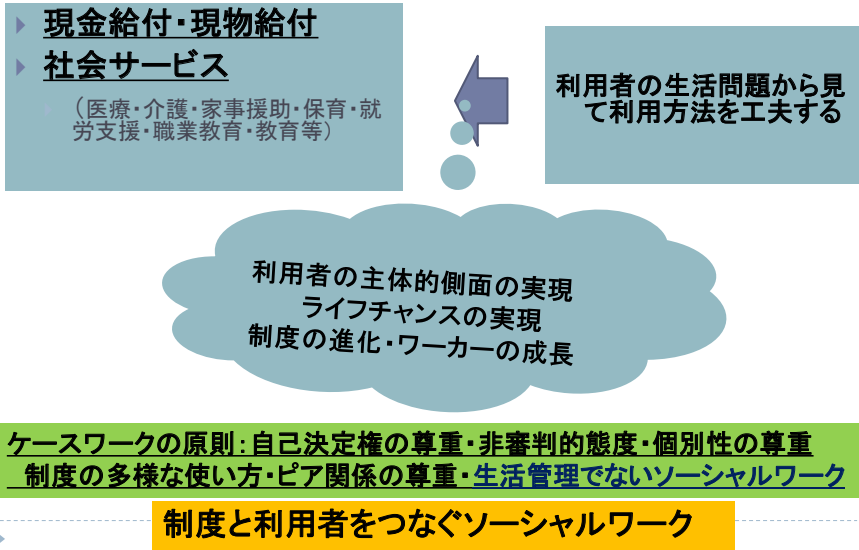 現金給付・現物給付
社会サービス
（医療・介護・家事援助・保育・就
労支援・職業教育・教育等）
利用者の生活問題から見
て利用方法を工夫する
利用者の主体的側面の実現
ライフチャンスの実現
制度の進化・ワーカーの成長
ケースワークの原則：自己決定権の尊重・非審判的態度・個別性の尊重
制度の多様な使い方・ピア関係の尊重・生活管理でないソーシャルワーク
制度と利用者をつなぐソーシャルワーク